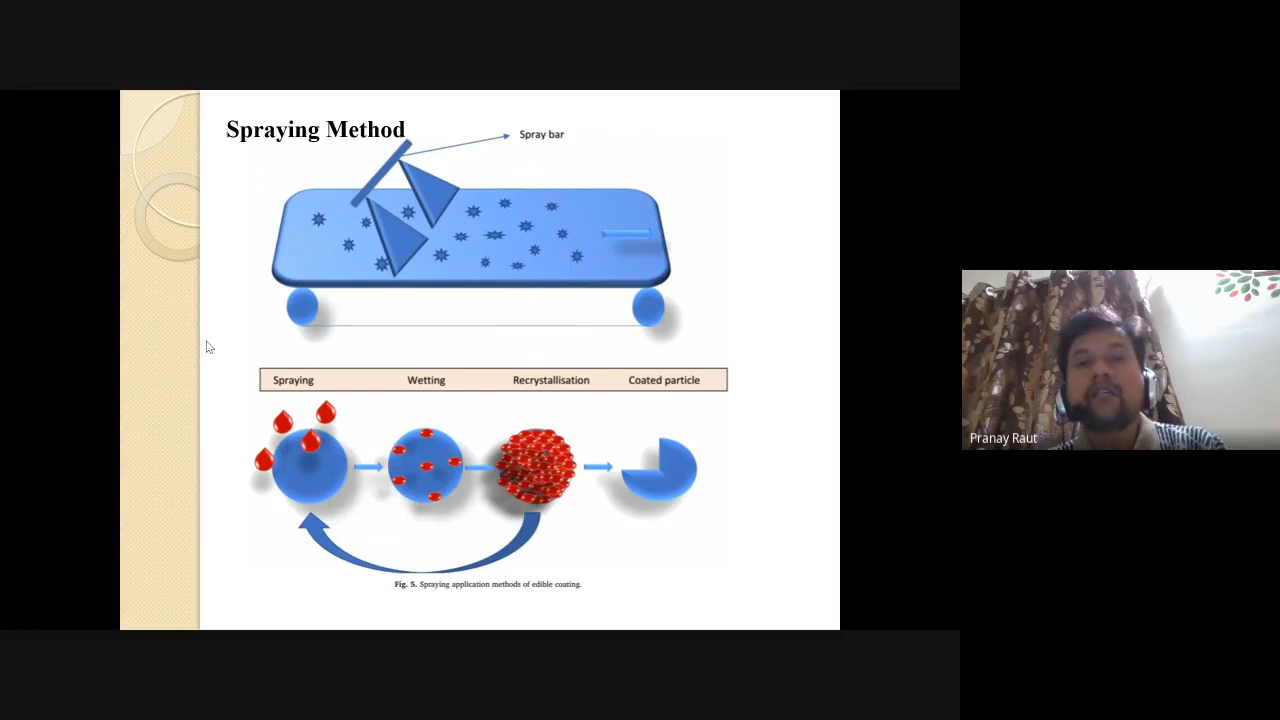 Spraying Method
Spray bar
Spraying Wetting Recrystallisation Coated particle
Fig. 5. Spraying application methods of edible coating.
Pranay Raut